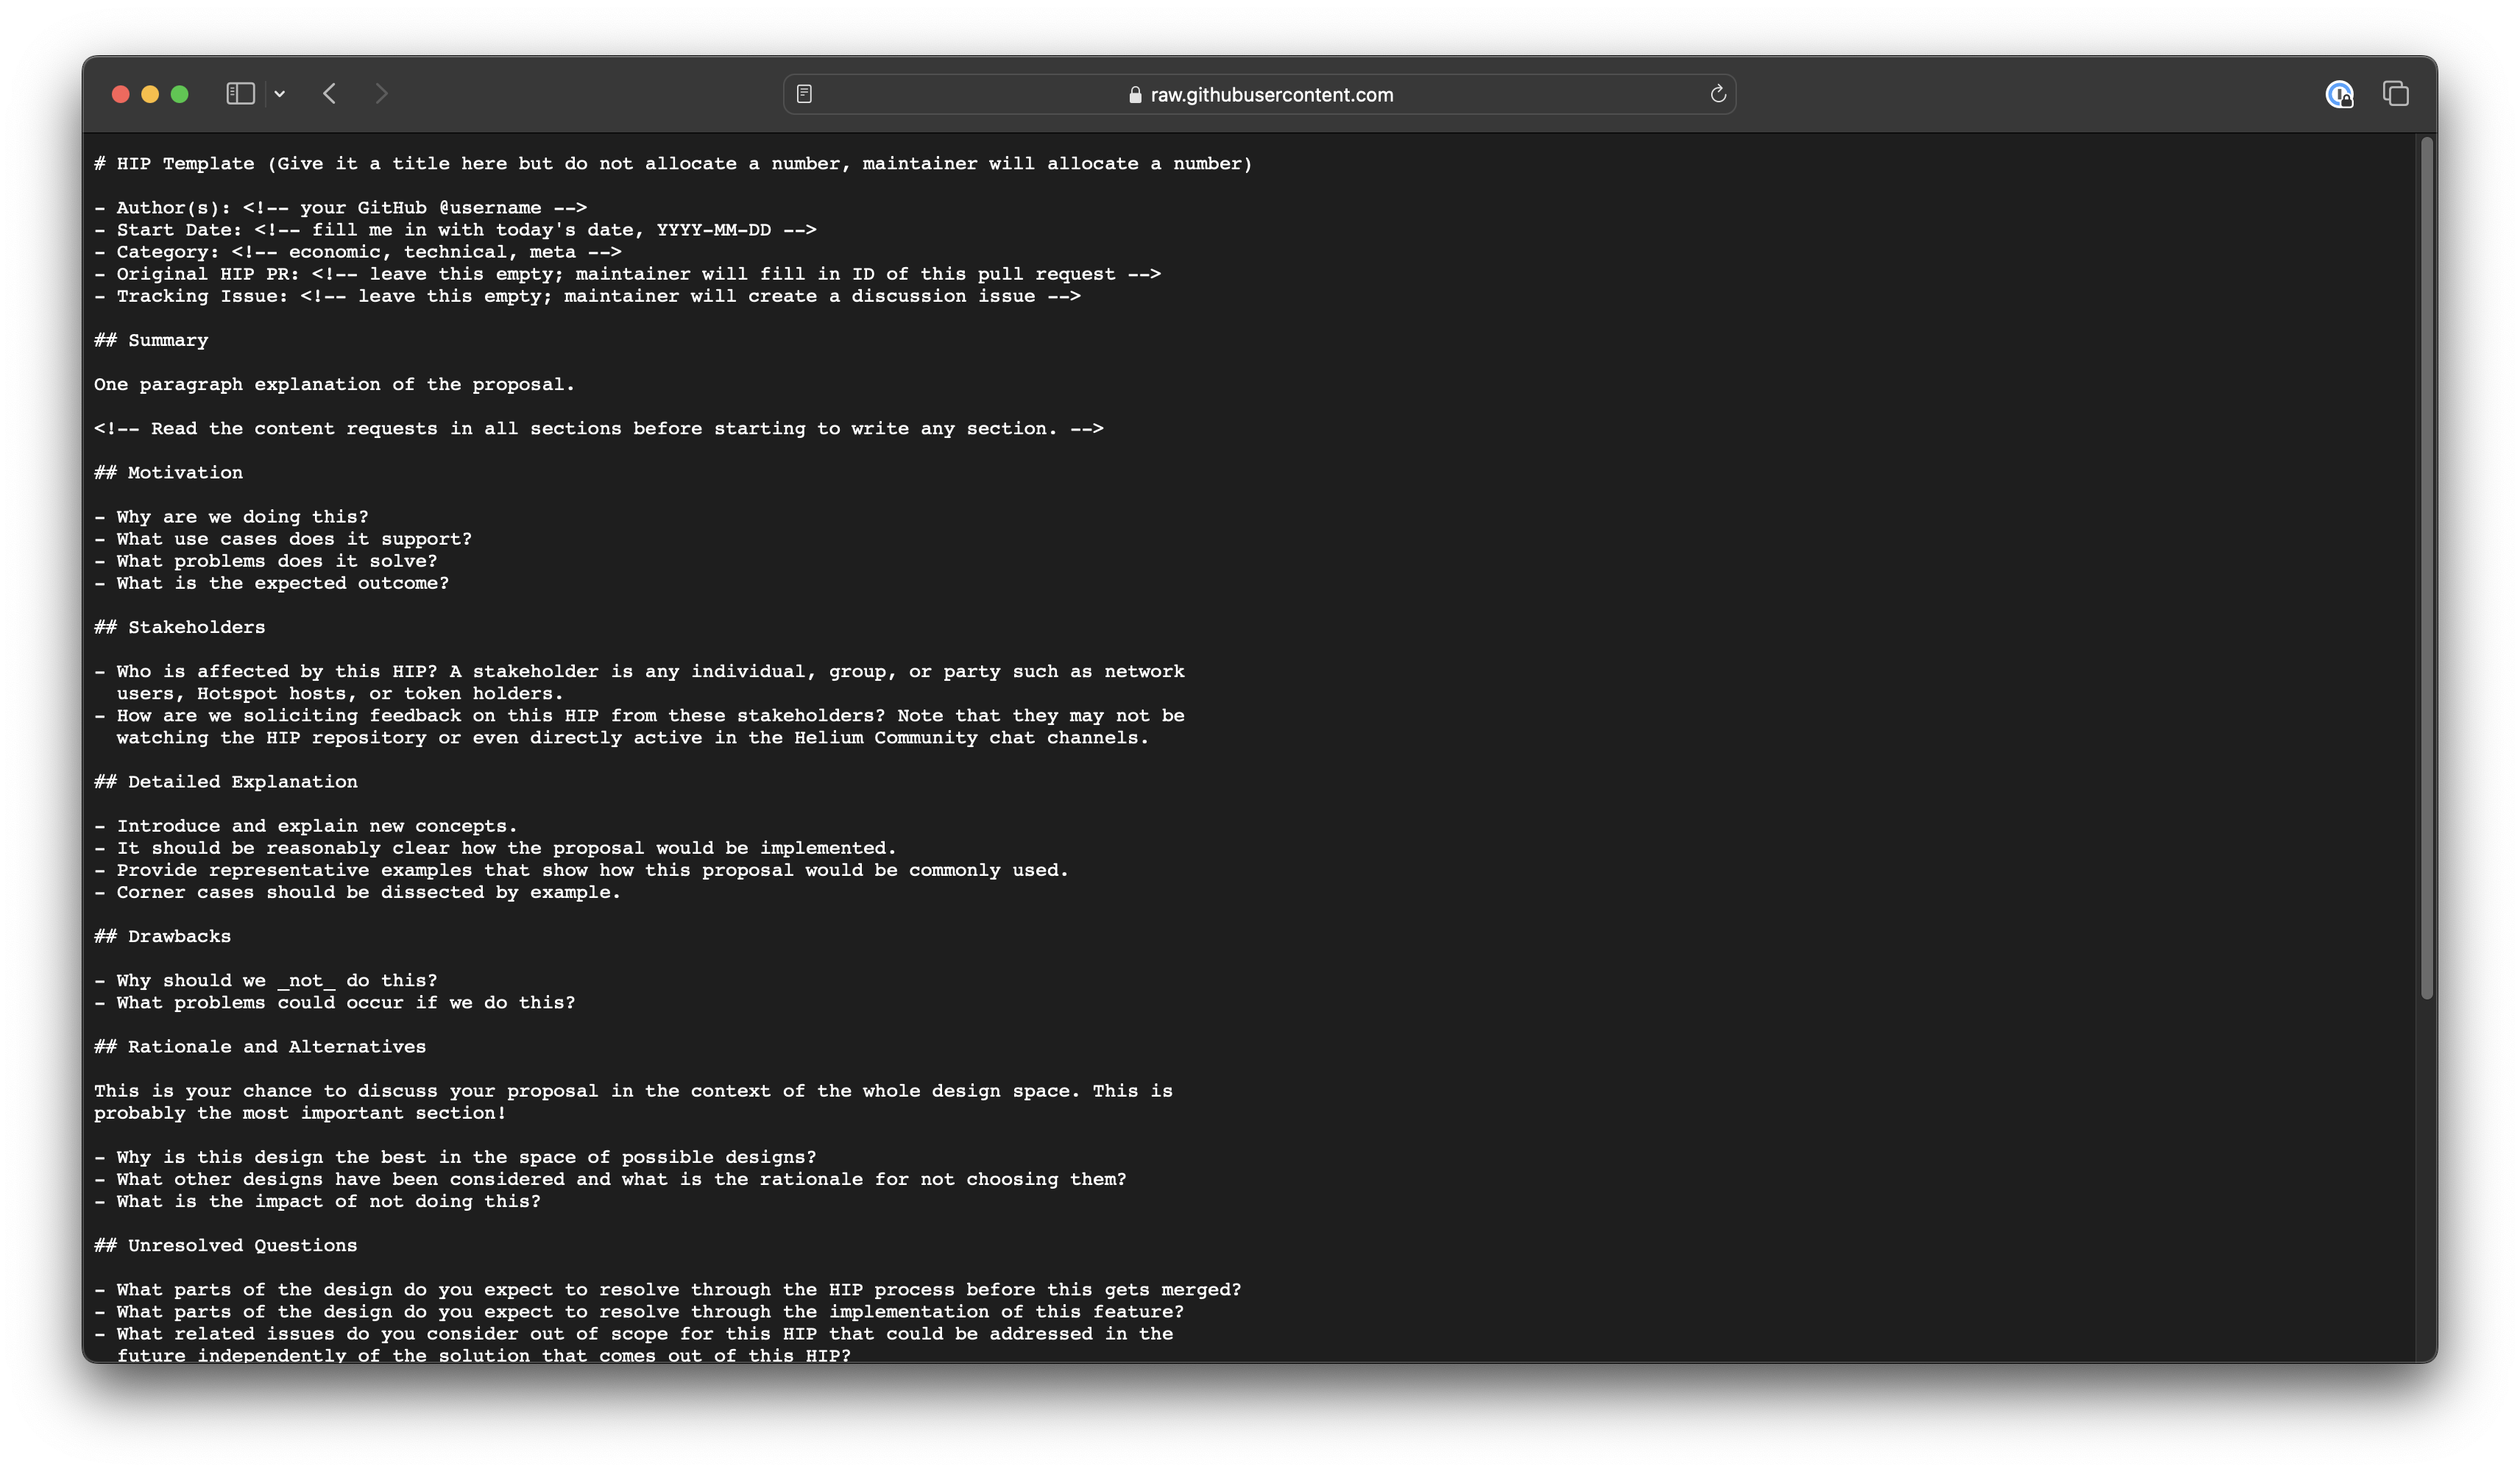 raw.githubusercontent.com
# HIP Template (Give it a title here but do not allocate a number, maintainer will allocate a number)
- Author(s): <!-- your GitHub @username -->
- Start Date: <!-- fill me in with today's date, YYYY-MM-DD -->
- Category: <!-- economic, technical, meta -->
- Original HIP PR: <!-- leave this empty; maintainer will fill in ID of this pull request -->
- Tracking Issue: <!-- leave this empty; maintainer will create a discussion issue -->
## Summary
One paragraph explanation of the proposal.
<!-- Read the content requests in all sections before starting to write any section. -->
## Motivation
- Why are we doing this?
- What use cases does it support?
- What problems does it solve?
- What is the expected outcome?
## Stakeholders
- Who is affected by this HIP? A stakeholder is any individual, group, or party such as network
users, Hotspot hosts, or token holders.
- How are we soliciting feedback on this HIP from these stakeholders? Note that they may not be
watching the HIP repository or even directly active in the Helium Community chat channels.
## Detailed Explanation
- Introduce and explain new concepts.
- It should be reasonably clear how the proposal would be implemented.
- Provide representative examples that show how this proposal would be commonly used.
- Corner cases should be dissected by example.
## Drawbacks
- Why should we _not_ do this?
- What problems could occur if we do this?
## Rationale and Alternatives
This is your chance to discuss your proposal in the context of the whole design space. This is
probably the most important section!
- Why is this design the best in the space of possible designs?
- What other designs have been considered and what is the rationale for not choosing them?
- What is the impact of not doing this?
## Unresolved Questions
- What parts of the design do you expect to resolve through the HIP process before this gets merged?
- What parts of the design do you expect to resolve through the implementation of this feature?
- What related issues do you consider out of scope for this HIP that could be addressed in the
future independently of the solution that comes out of this HIP?